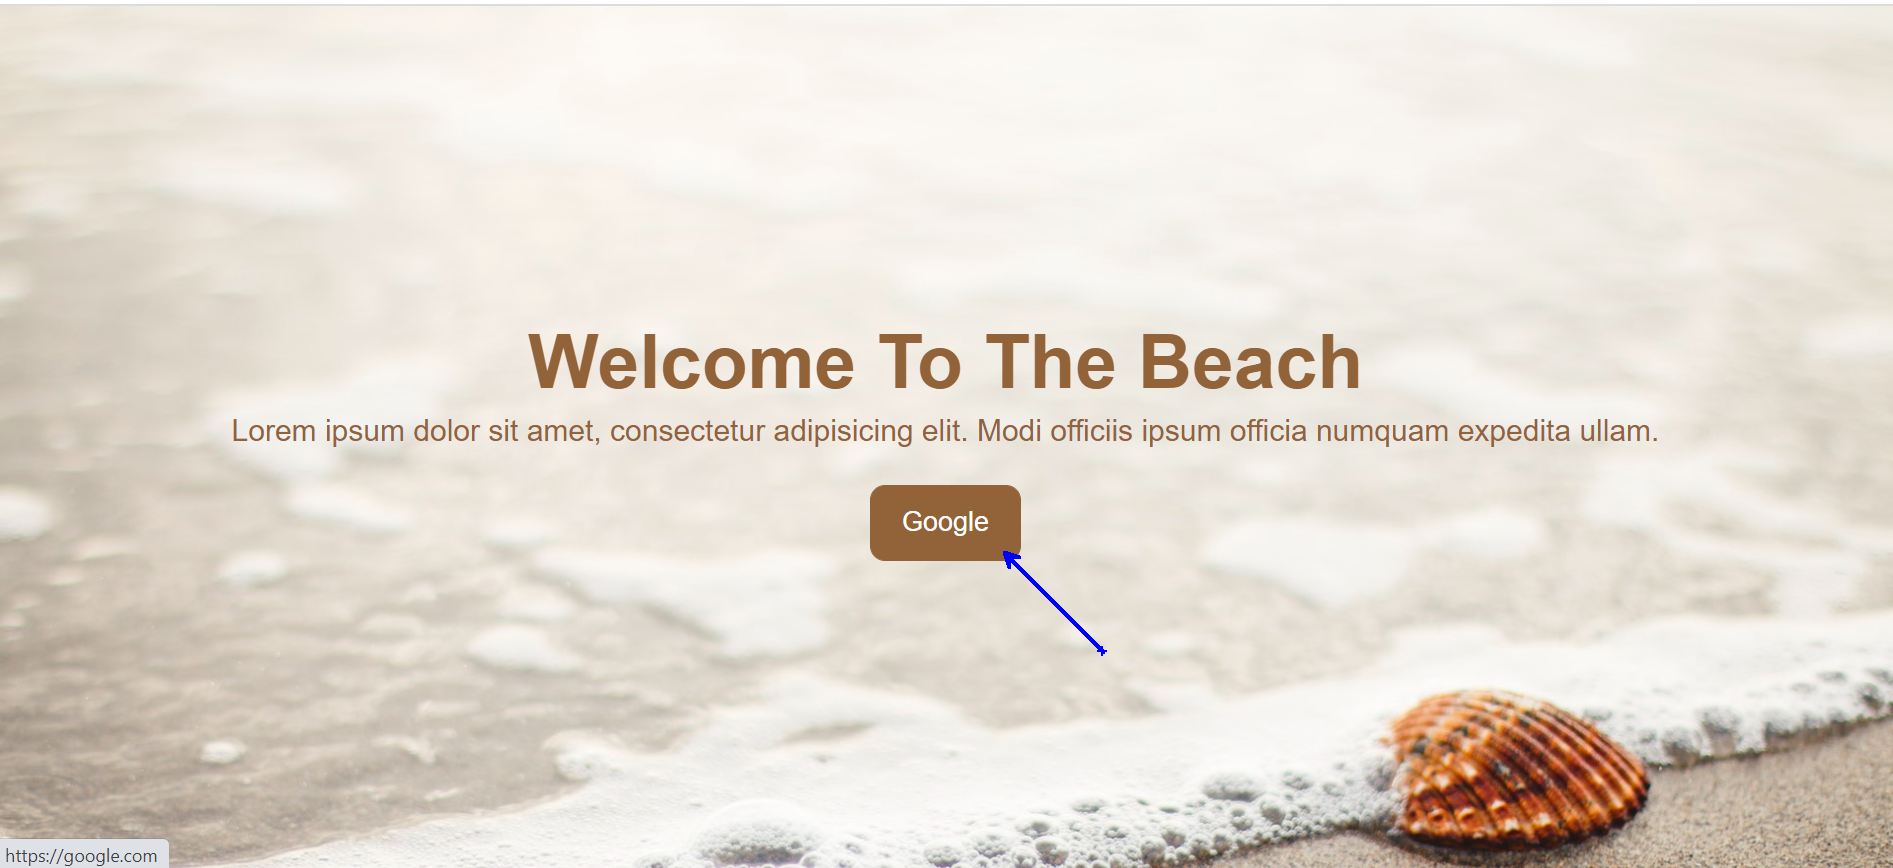 Welcome To The Beach
Lorem ipsum dolor sit amet, consectetur adipisicing elit. Modi officiis ipsum officia numquam expedita ullam.
Google
https://google.com